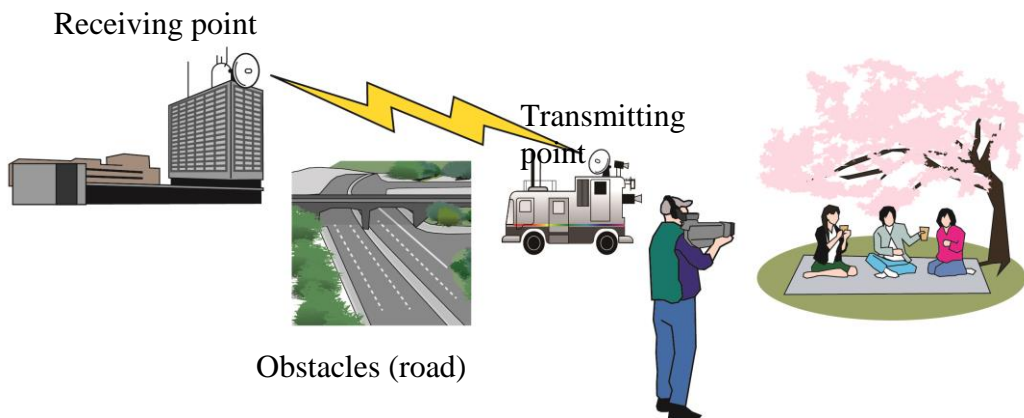 Receiving point
Transmitting
point
Obstacles (road)